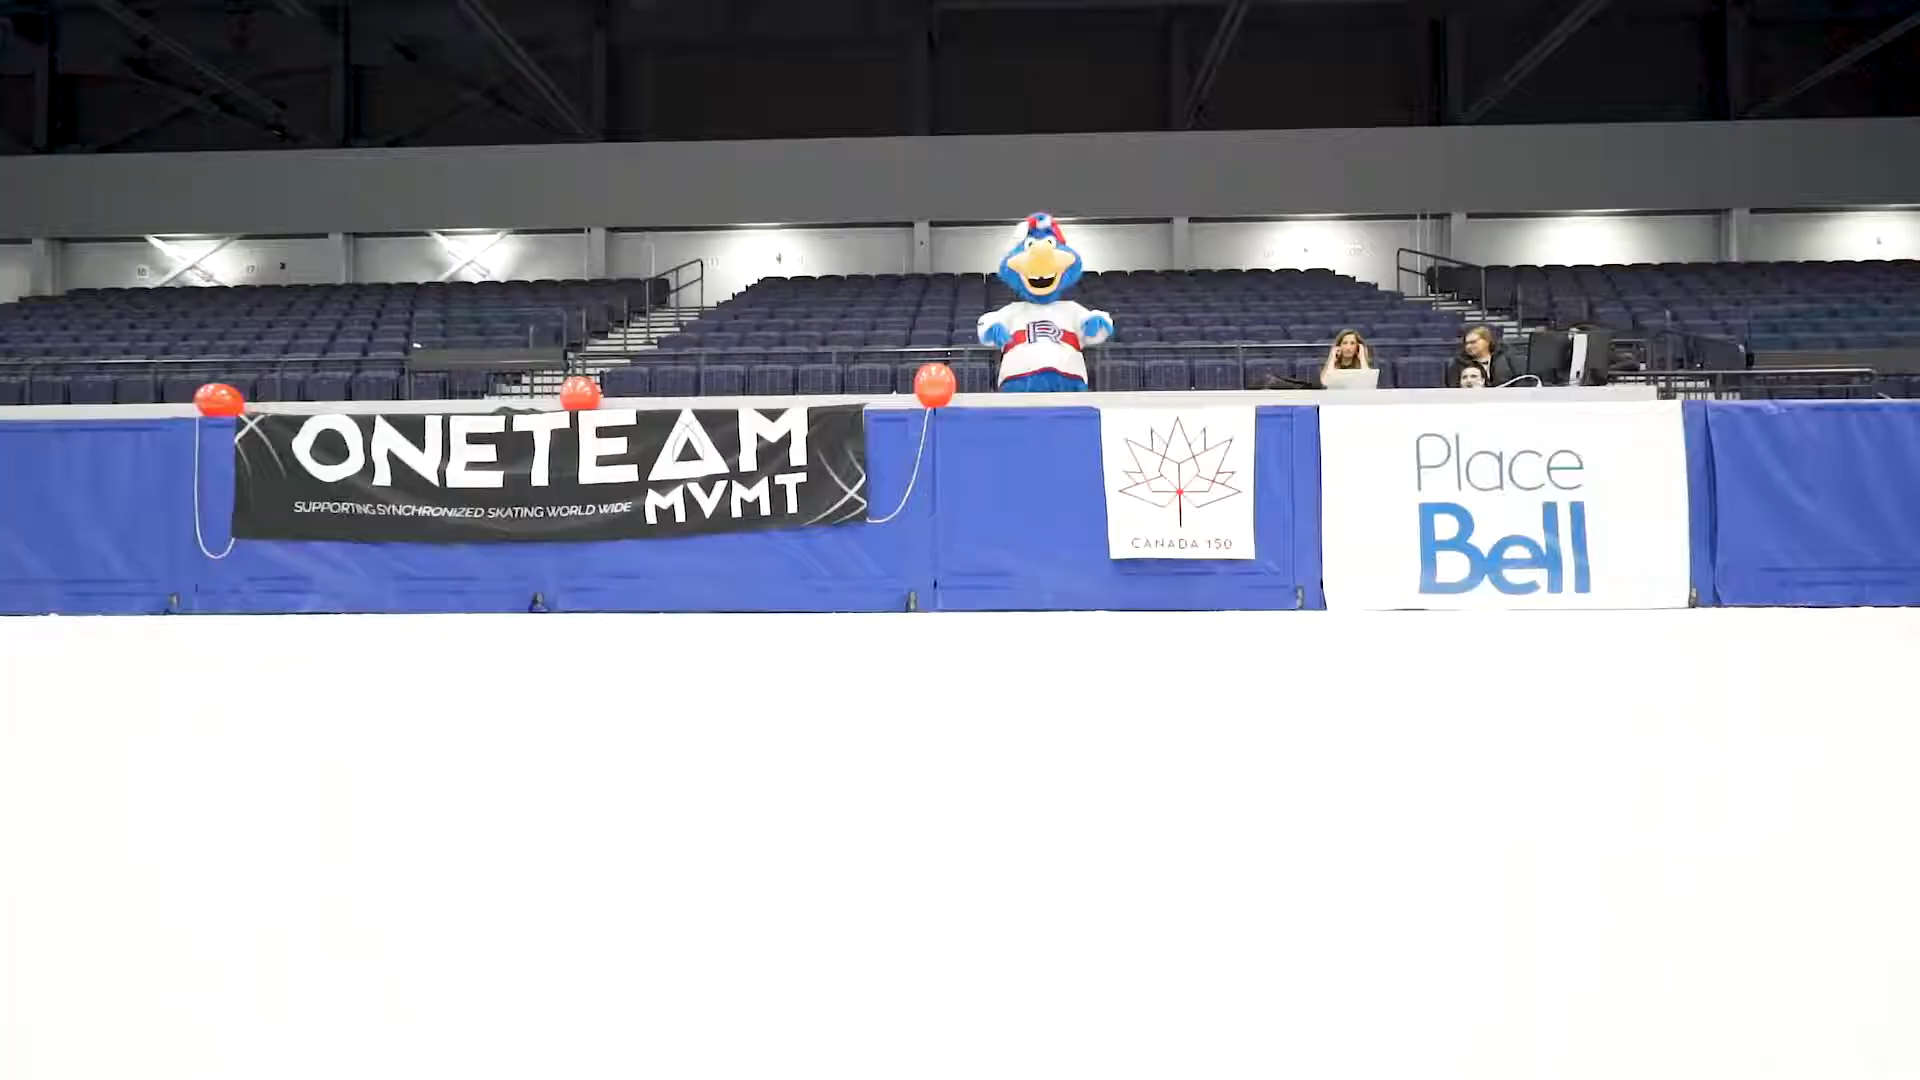 ONETEAM
MVMT
SUPPORTING SYNCHRONIZED SKATING WORLD WIDE
R
CANADA 150
Place
Bell